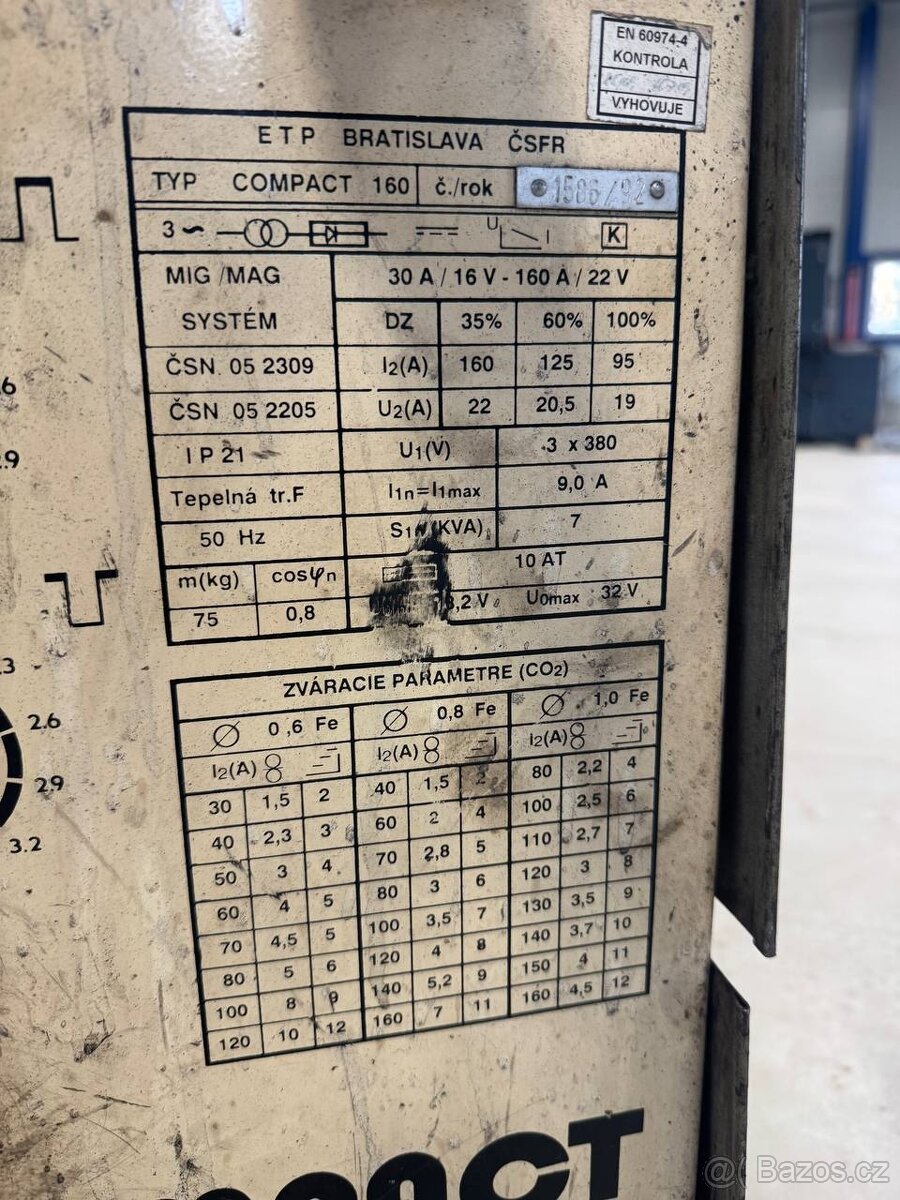 EN 60974-4
KONTROLA
VYHOVUJE
ETP BRATISLAVA ČSFR
TYP COMPACT 160 č./rok 1586/92
3~ U I K
MIG/MAG 30 A / 16 V - 160 A / 22 V
SYSTÉM DZ 35% 60% 100%
ČSN 05 2309 I2(A) 160 125 95
ČSN 05 2205 U2(A) 22 20,5 19
IP 21 U1(V) 3 x 380
Tepelná tr.F I1n=I1max 9,0 A
50 Hz (KVA) 7
m(kg) cosφn 10 AT
75 0,8 U0max 32 V
ZVÁRACIE PARAMETRE (CO2)
Ø 0,6 Fe Ø 0,8 Fe Ø 1,0 Fe
I2(A) I2(A) I2(A)
30 1,5 2 40 1,5 2 80 2,2 4
40 2,3 3 60 2 4 100 2,5 6
50 3 4 70 2,8 5 110 2,7 7
60 4 5 80 3 6 120 3 8
70 4,5 5 100 3,5 7 130 3,5 9
80 5 6 120 4 8 140 3,7 10
100 8 9 140 5,2 9 150 4 11
120 10 12 160 7 11 160 4,5 12
2.6
2.9
3.2
Bazos.cz